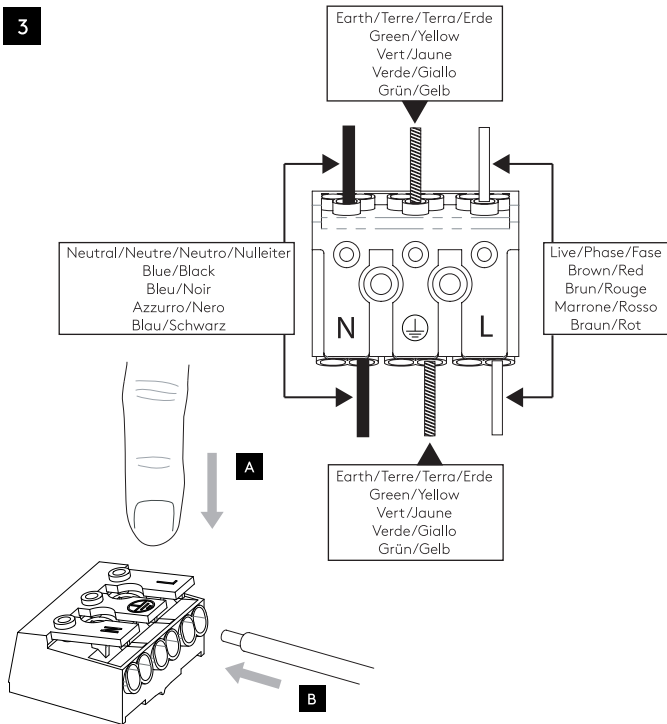 3
Earth/Terre/Terra/Erde
Green/Yellow
Vert/Jaune
Verde/Giallo
Grün/Gelb
Neutral/Neutre/Neutro/Nulleiter
Blue/Black
Bleu/Noir
Azzurro/Nero
Blau/Schwarz
Live/Phase/Fase
Brown/Red
Brun/Rouge
Marrone/Rosso
Braun/Rot
N
L
A
Earth/Terre/Terra/Erde
Green/Yellow
Vert/Jaune
Verde/Giallo
Grün/Gelb
L
N
B